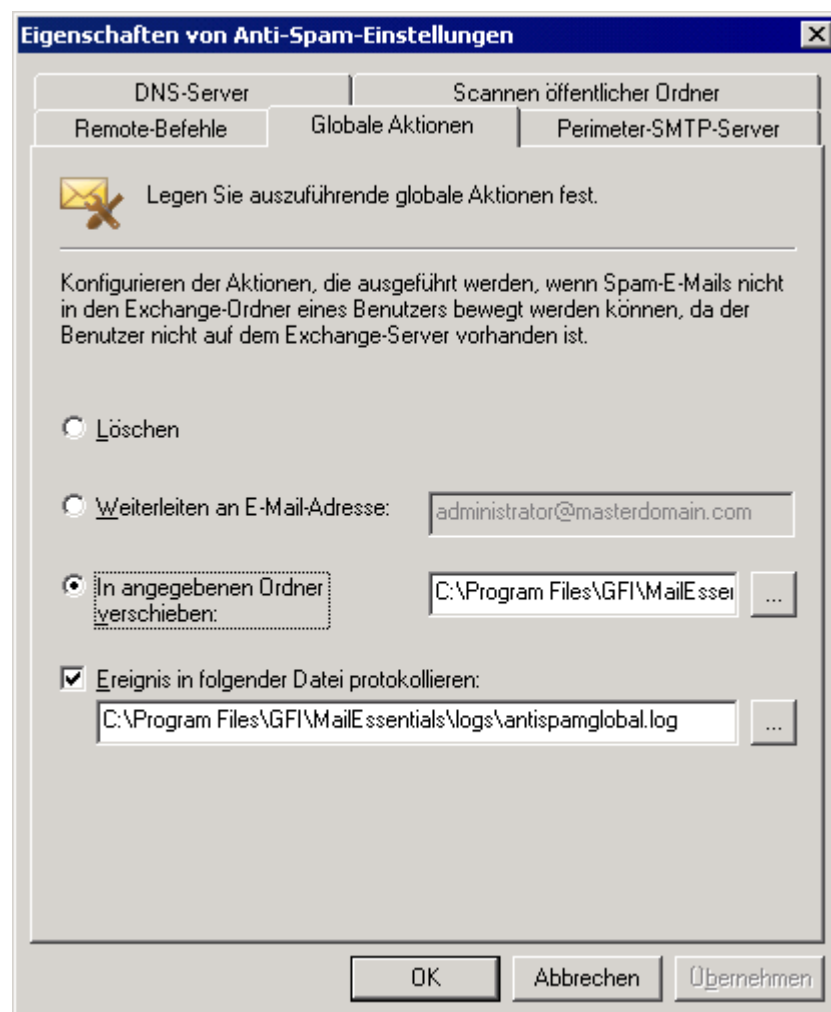 Eigenschaften von Anti-Spam-Einstellungen
DNS-Server
Scannen öffentlicher Ordner
Remote-Befehle
Globale Aktionen
Perimeter-SMTP-Server
Legen Sie auszuführende globale Aktionen fest.
Konfigurieren der Aktionen, die ausgeführt werden, wenn Spam-E-Mails nicht
in den Exchange-Ordner eines Benutzers bewegt werden können, da der
Benutzer nicht auf dem Exchange-Server vorhanden ist.
Löschen
Weiterleiten an E-Mail-Adresse:
administrator@masterdomain.com
In angegebenen Ordner
verschieben:
C:\Program Files\GFI\MailEsser
...
Ereignis in folgender Datei protokollieren:
C:\Program Files\GFI\MailEssentials\logs\antispamglobal.log
...
OK
Abbrechen
Übernehmen